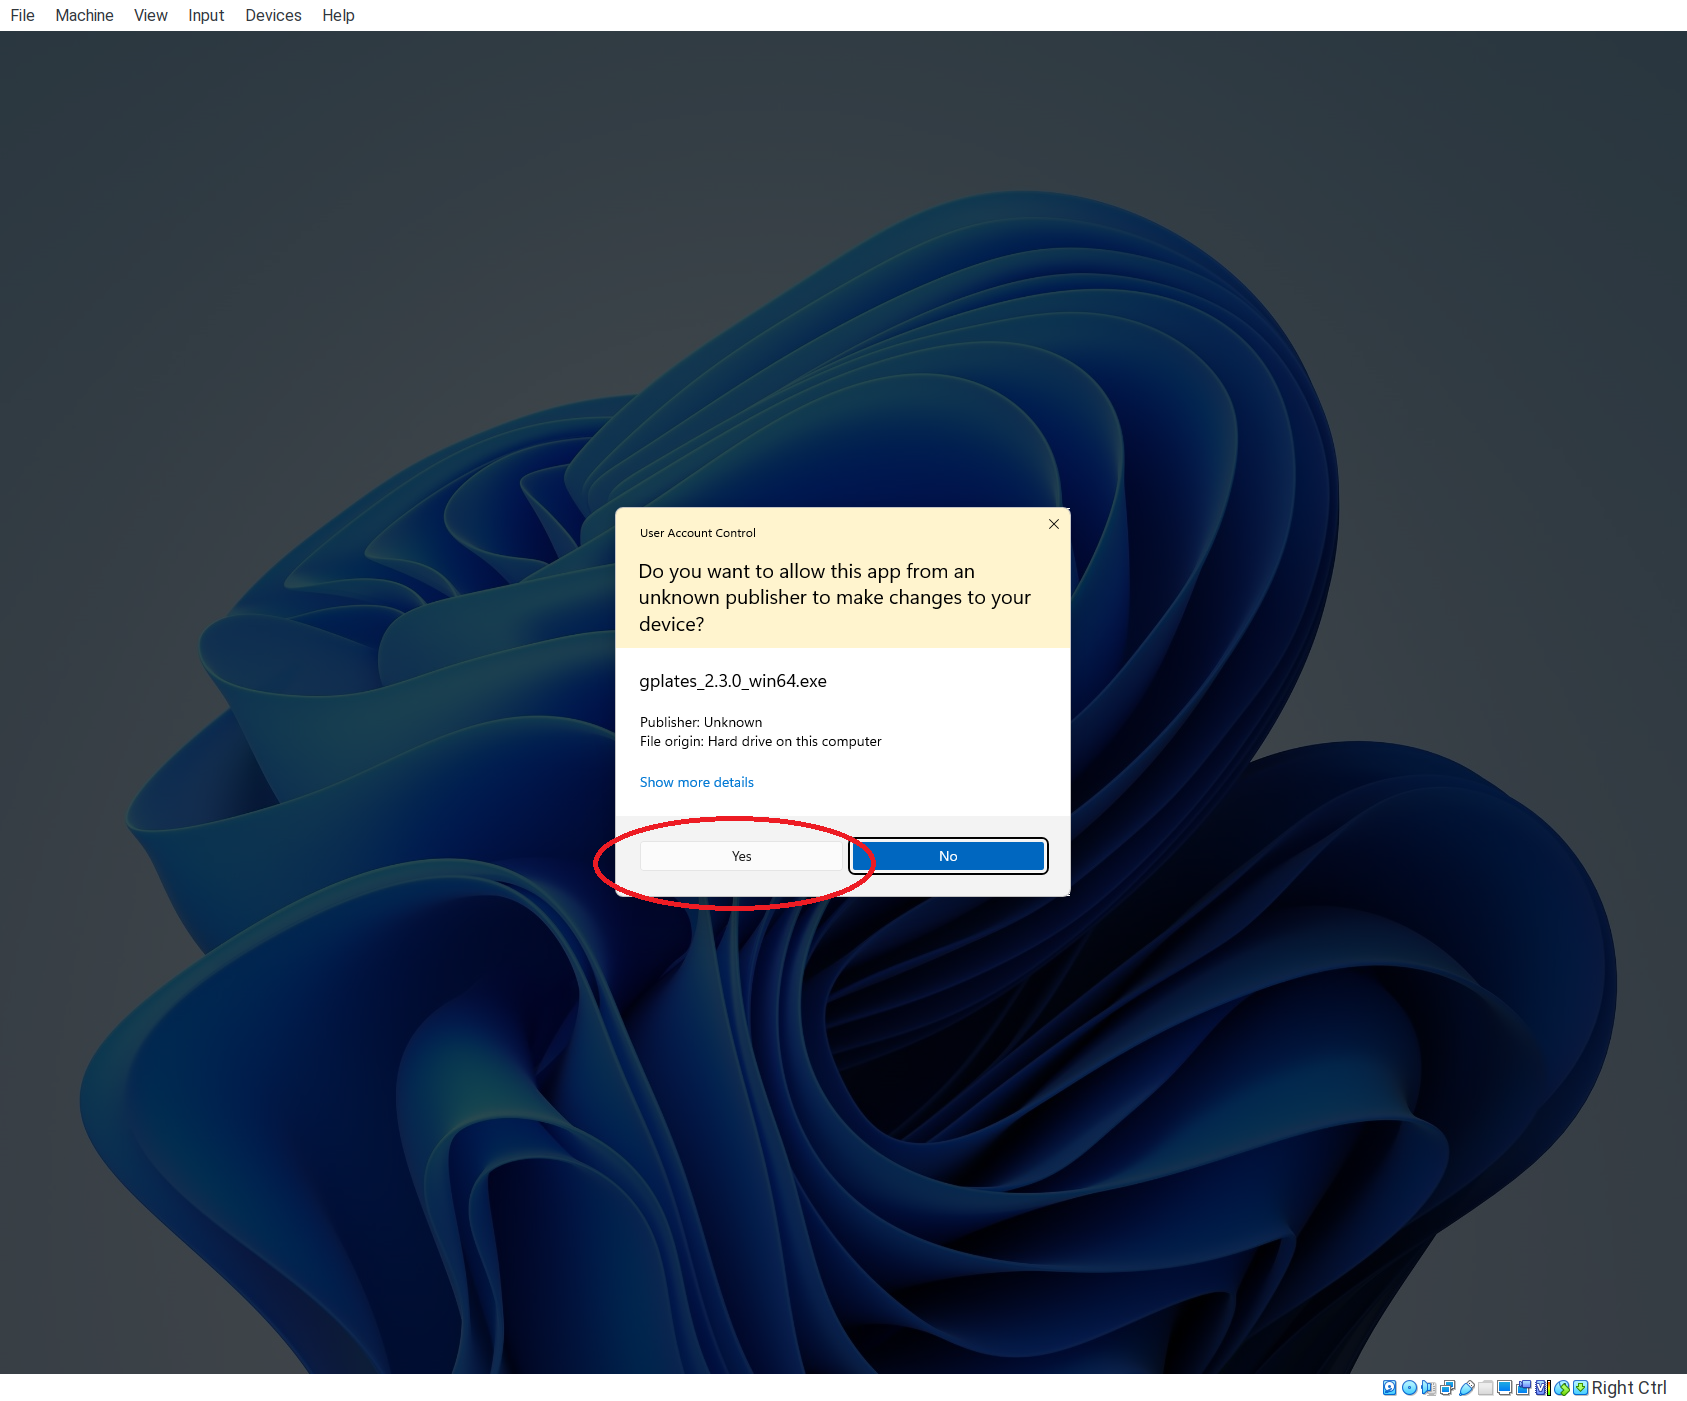 File Machine View Input Devices Help
User Account Control
Do you want to allow this app from an
unknown publisher to make changes to your
device?
gplates_2.3.0_win64.exe
Publisher: Unknown
File origin: Hard drive on this computer
Show more details
Yes No
Right Ctrl